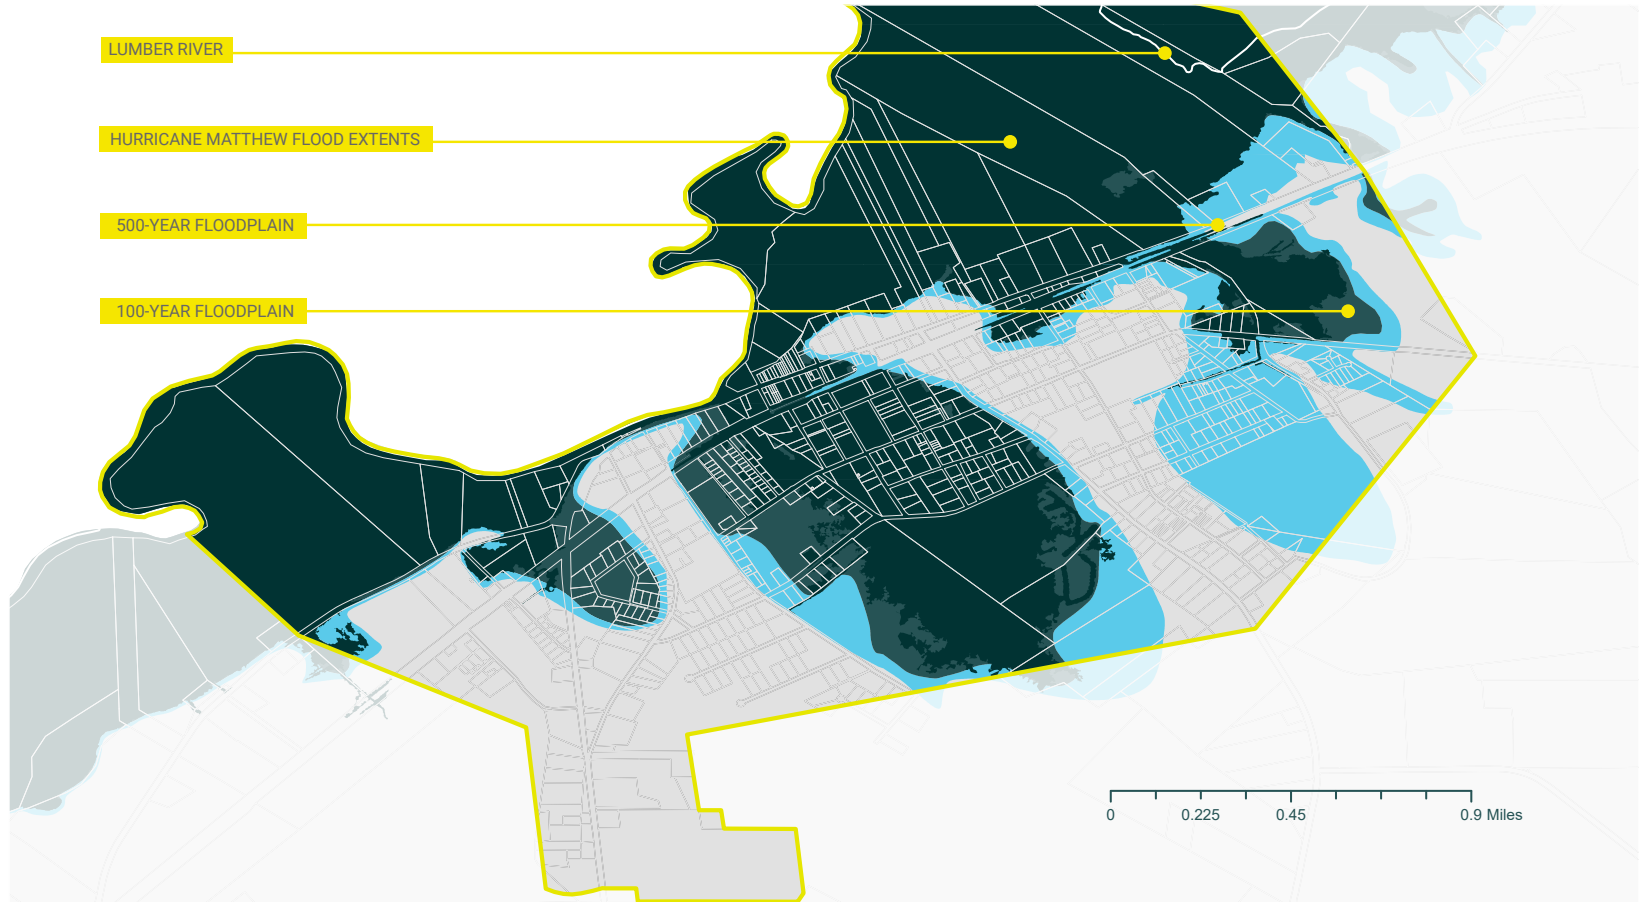 LUMBER RIVER
HURRICANE MATTHEW FLOOD EXTENTS
500-YEAR FLOODPLAIN
100-YEAR FLOODPLAIN
0 0.225 0.45 0.9 Miles